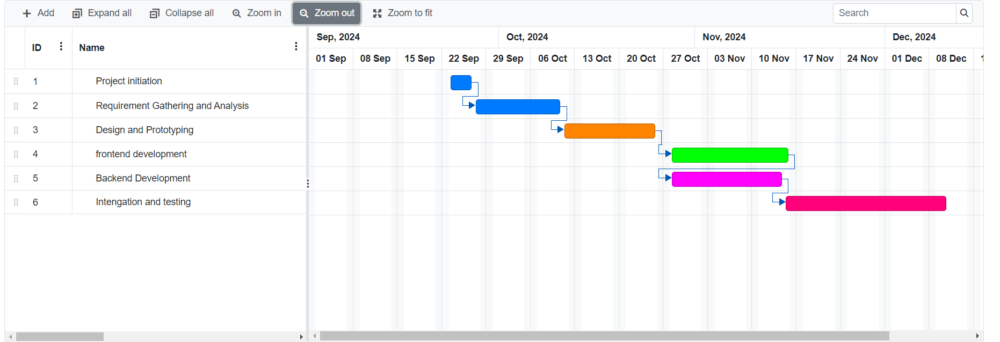 Add Expand all Collapse all Zoom in Zoom out Zoom to fit Search
ID Name
Sep, 2024 Oct, 2024 Nov, 2024 Dec, 2024
01 Sep 08 Sep 15 Sep 22 Sep 29 Sep 06 Oct 13 Oct 20 Oct 27 Oct 03 Nov 10 Nov 17 Nov 24 Nov 01 Dec 08 Dec
1 Project initiation
2 Requirement Gathering and Analysis
3 Design and Prototyping
4 frontend development
5 Backend Development
6 Intengation and testing